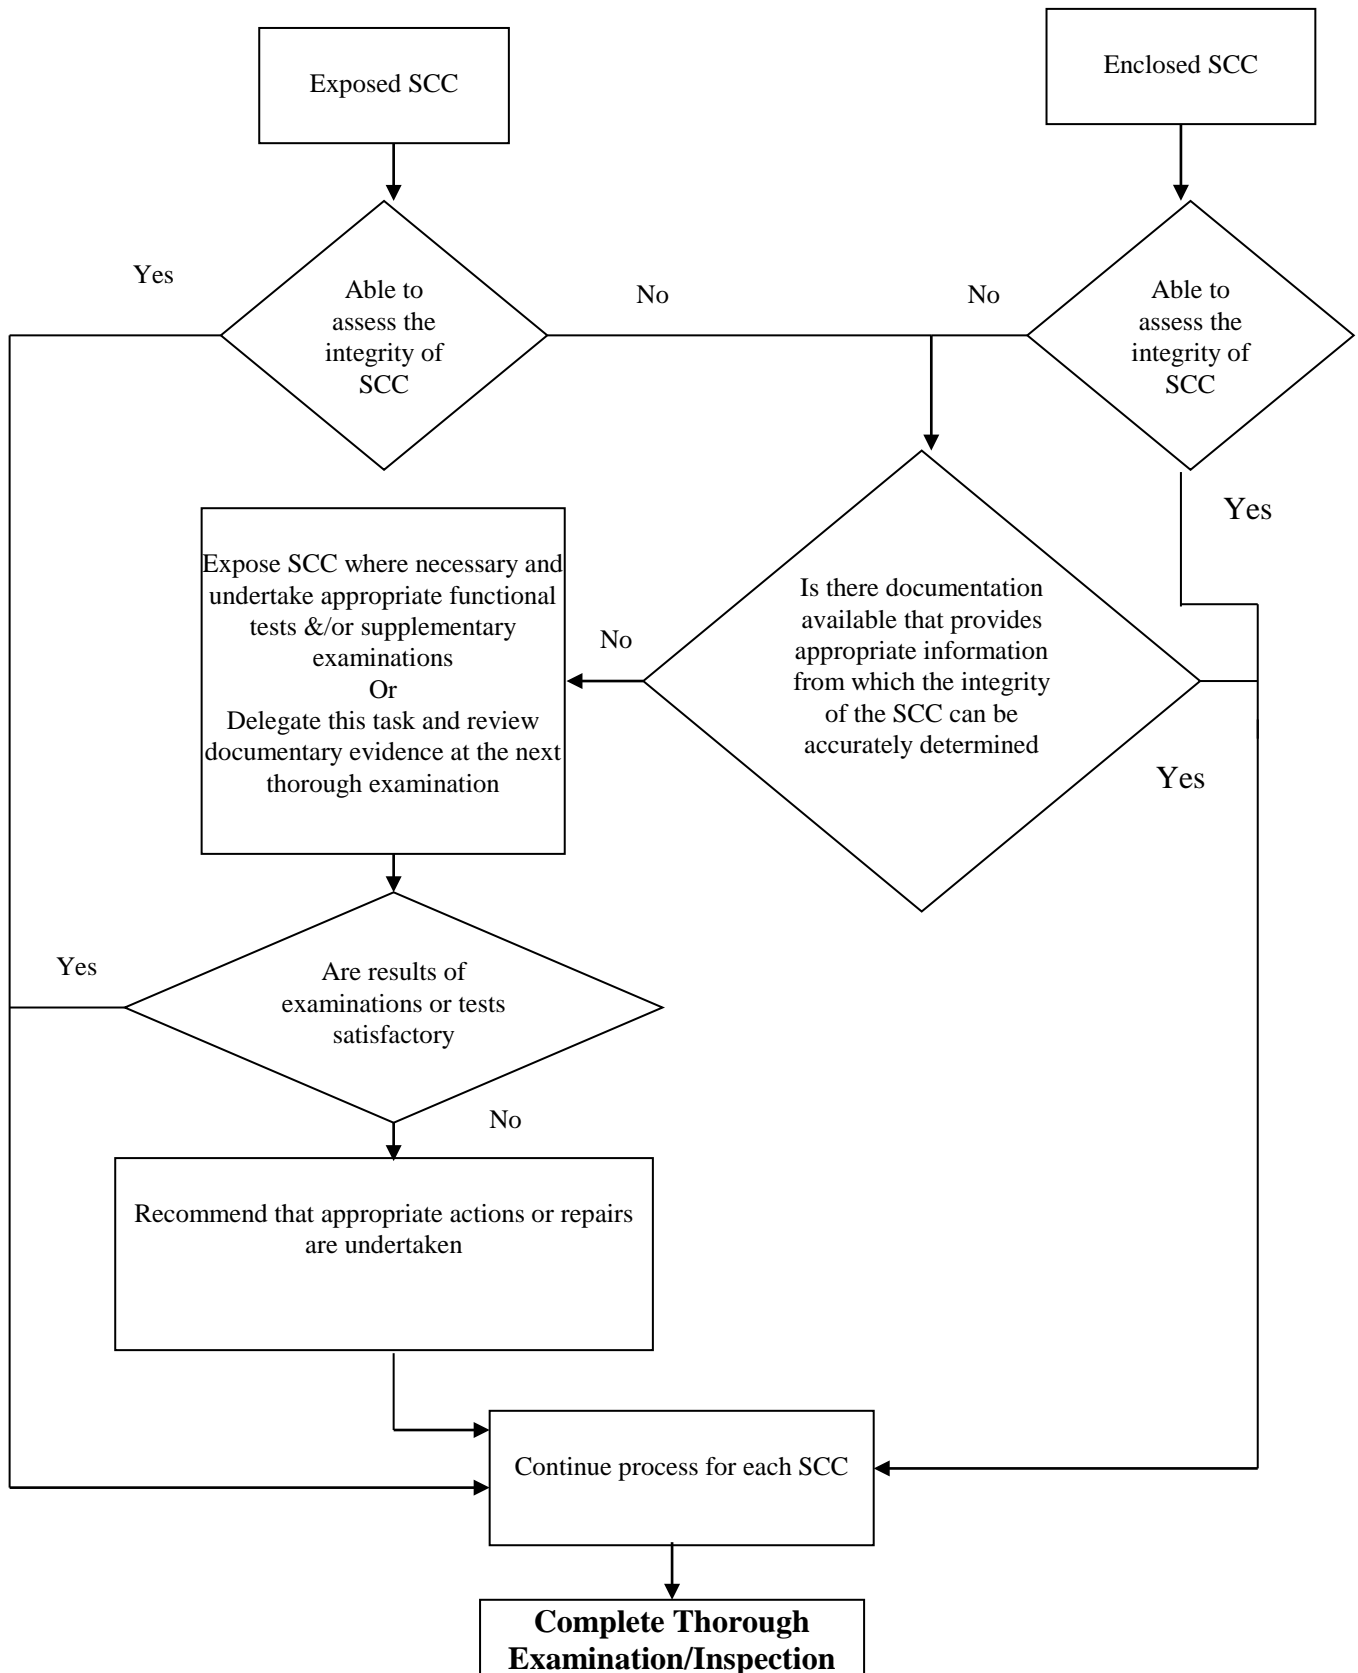 Exposed SCC
Enclosed SCC
Yes
Able to
assess the
integrity of
SCC
No
No
Able to
assess the
integrity of
SCC
Yes
Expose SCC where necessary and
undertake appropriate functional
tests &/or supplementary
examinations
Or
Delegate this task and review
documentary evidence at the next
thorough examination
No
Is there documentation
available that provides
appropriate information
from which the integrity
of the SCC can be
accurately determined
Yes
Yes
Are results of
examinations or tests
satisfactory
No
Recommend that appropriate actions or repairs
are undertaken
Continue process for each SCC
Complete Thorough
Examination/Inspection